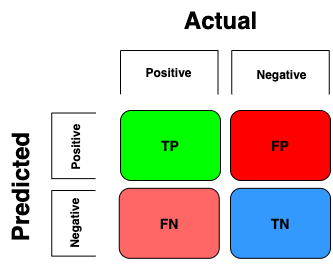 Actual
Positive
Negative
Predicted
Positive
TP
FP
Negative
FN
TN